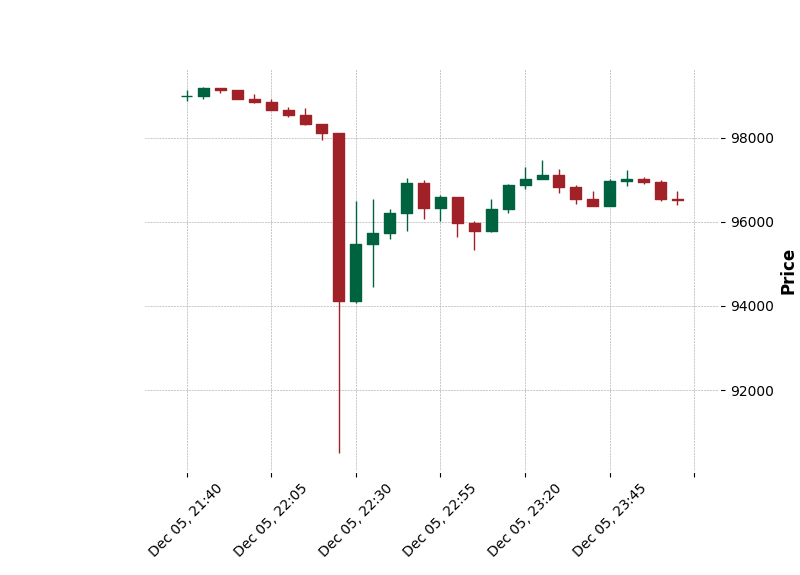 98000
96000
94000
92000
Price
Dec 05, 21:40
Dec 05, 22:05
Dec 05, 22:30
Dec 05, 22:55
Dec 05, 23:20
Dec 05, 23:45